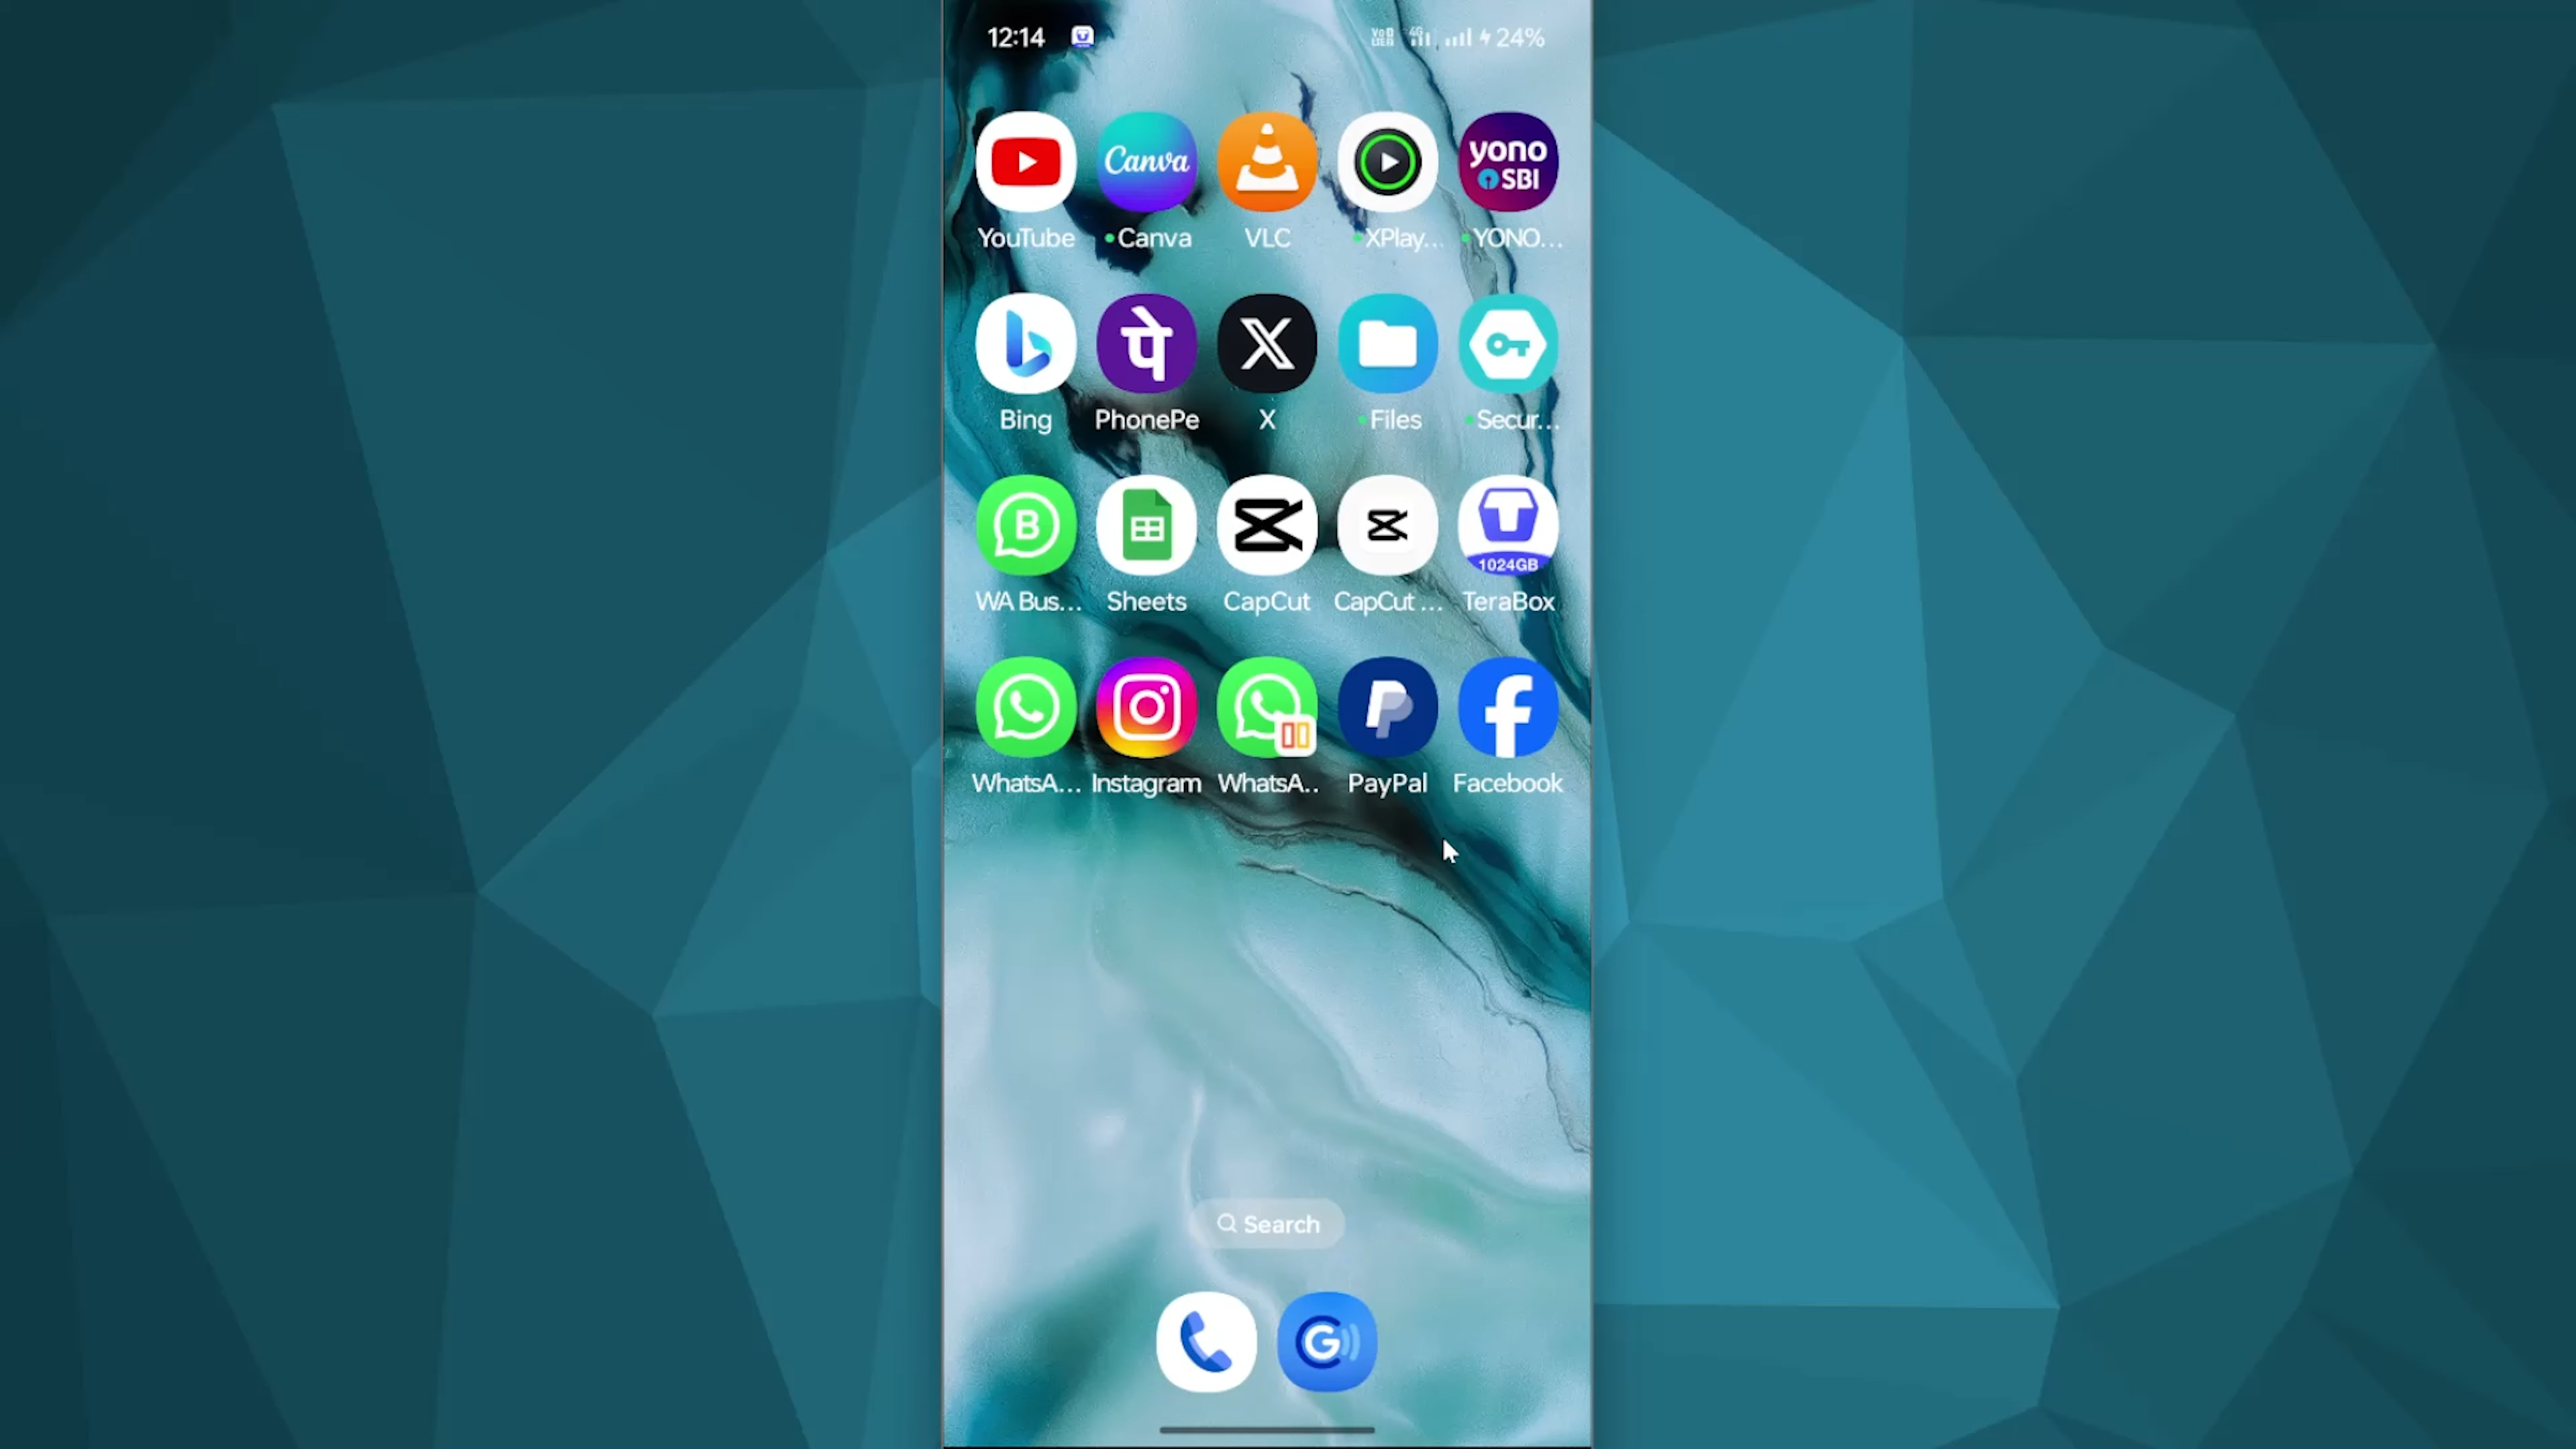 12:14
24%
Canva
yono
SBI
YouTube
Canva
VLC
XPlay...
YONO...
पे
Bing
PhonePe
X
Files
Secur...
B
1024GB
WA Bus...
Sheets
CapCut
CapCut ...
TeraBox
WhatsA...
Instagram
WhatsA..
PayPal
Facebook
Search
G